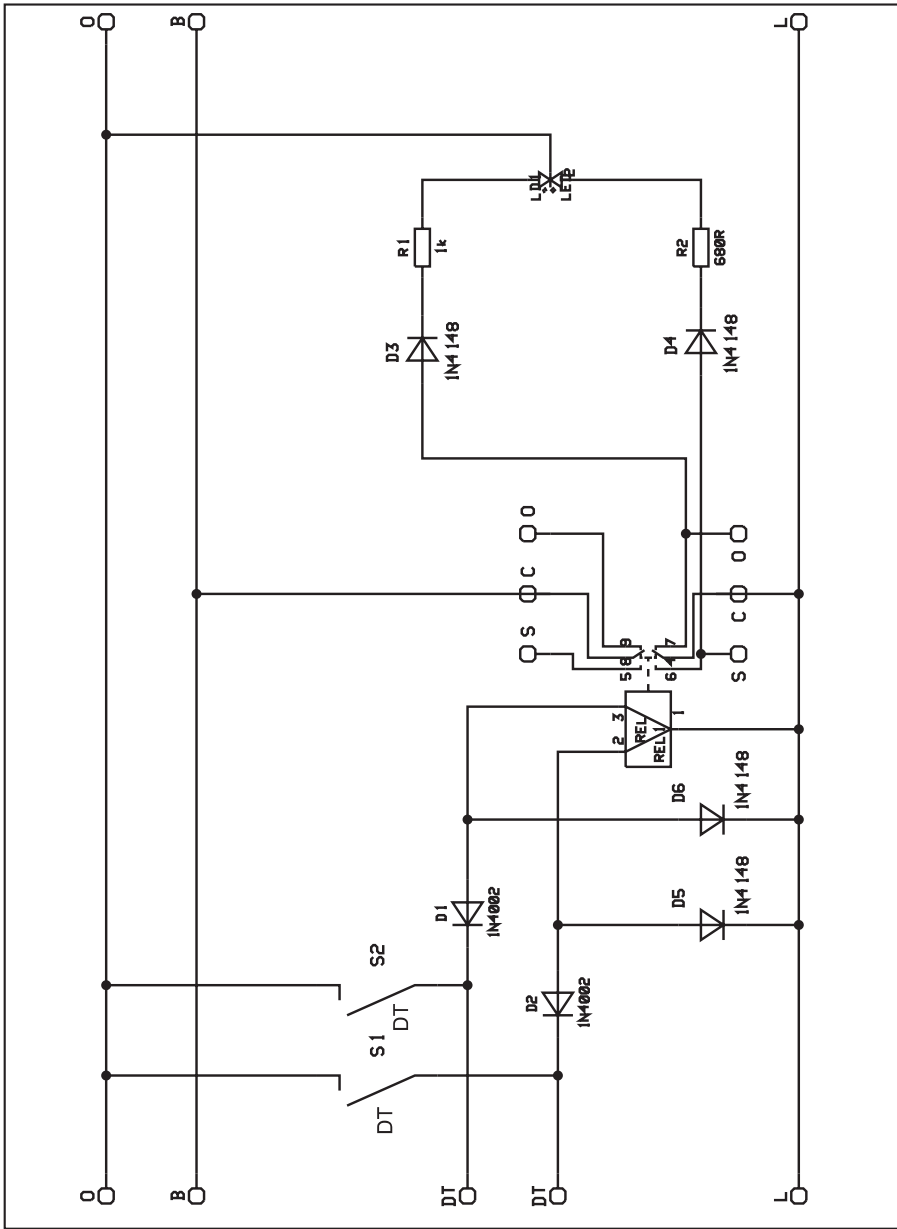 O
B
L
LD1
LED2
R1
1k
R2
680R
D3
1N4148
D4
1N4148
O
C
S
O
C
S
9
8
5
7
4
6
3
2
1
REL
REL1
D6
1N4148
D5
1N4148
D1
1N4002
D2
1N4002
S2
DT
S1
DT
O
B
DT
DT
L